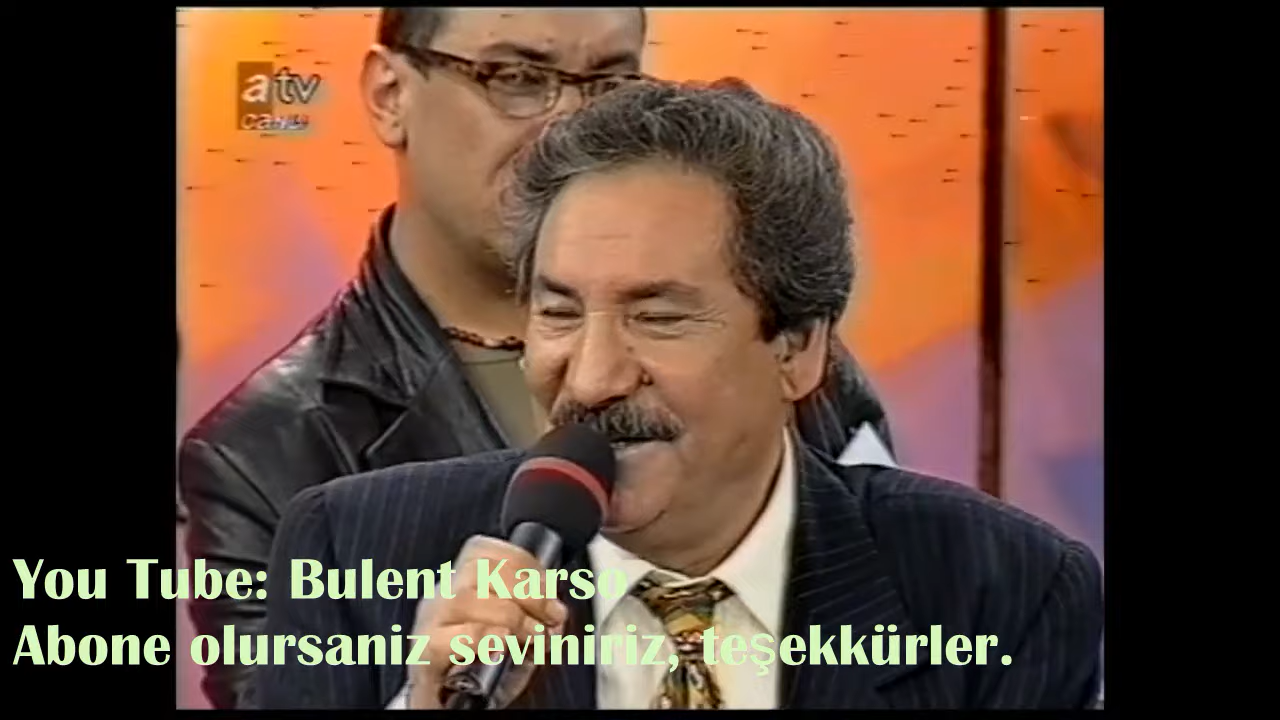 atv
canlı
You Tube: Bulent Karso
Abone olursaniz seviniriz, teşekkürler.